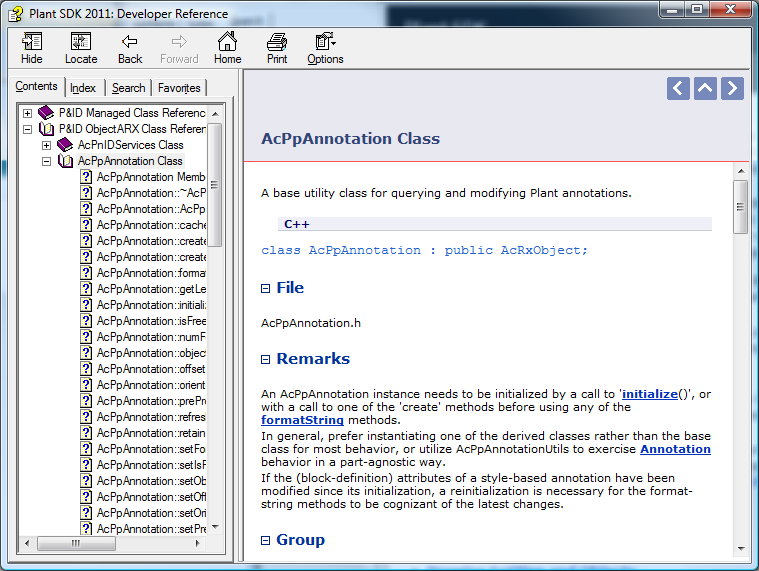 Plant SDK 2011: Developer Reference
Hide Locate Back Forward Home Print Options
Contents Index Search Favorites
P&ID Managed Class Referenc
P&ID ObjectARX Class Referen
AcPnIDServices Class
AcPpAnnotation Class
AcPpAnnotation Memb
AcPpAnnotation::~AcP
AcPpAnnotation::AcPp
AcPpAnnotation::cache
AcPpAnnotation::create
AcPpAnnotation::create
AcPpAnnotation::forma
AcPpAnnotation::getLe
AcPpAnnotation::initiali
AcPpAnnotation::isFree
AcPpAnnotation::numF
AcPpAnnotation::object
AcPpAnnotation::offset
AcPpAnnotation::orient
AcPpAnnotation::prePr
AcPpAnnotation::refres
AcPpAnnotation::retain
AcPpAnnotation::setFo
AcPpAnnotation::setIsF
AcPpAnnotation::setOb
AcPpAnnotation::setOff
AcPpAnnotation::setOri
AcPpAnnotation::setPre
AcPpAnnotation Class
A base utility class for querying and modifying Plant annotations.
C++
class AcPpAnnotation : public AcRxObject;
File
AcPpAnnotation.h
Remarks
An AcPpAnnotation instance needs to be initialized by a call to 'initialize()', or
with a call to one of the 'create' methods before using any of the
formatString methods.
In general, prefer instantiating one of the derived classes rather than the base
class for most behavior, or utilize AcPpAnnotationUtils to exercise Annotation
behavior in a part-agnostic way.
If the (block-definition) attributes of a style-based annotation have been
modified since its initialization, a reinitialization is necessary for the format-
string methods to be cognizant of the latest changes.
Group